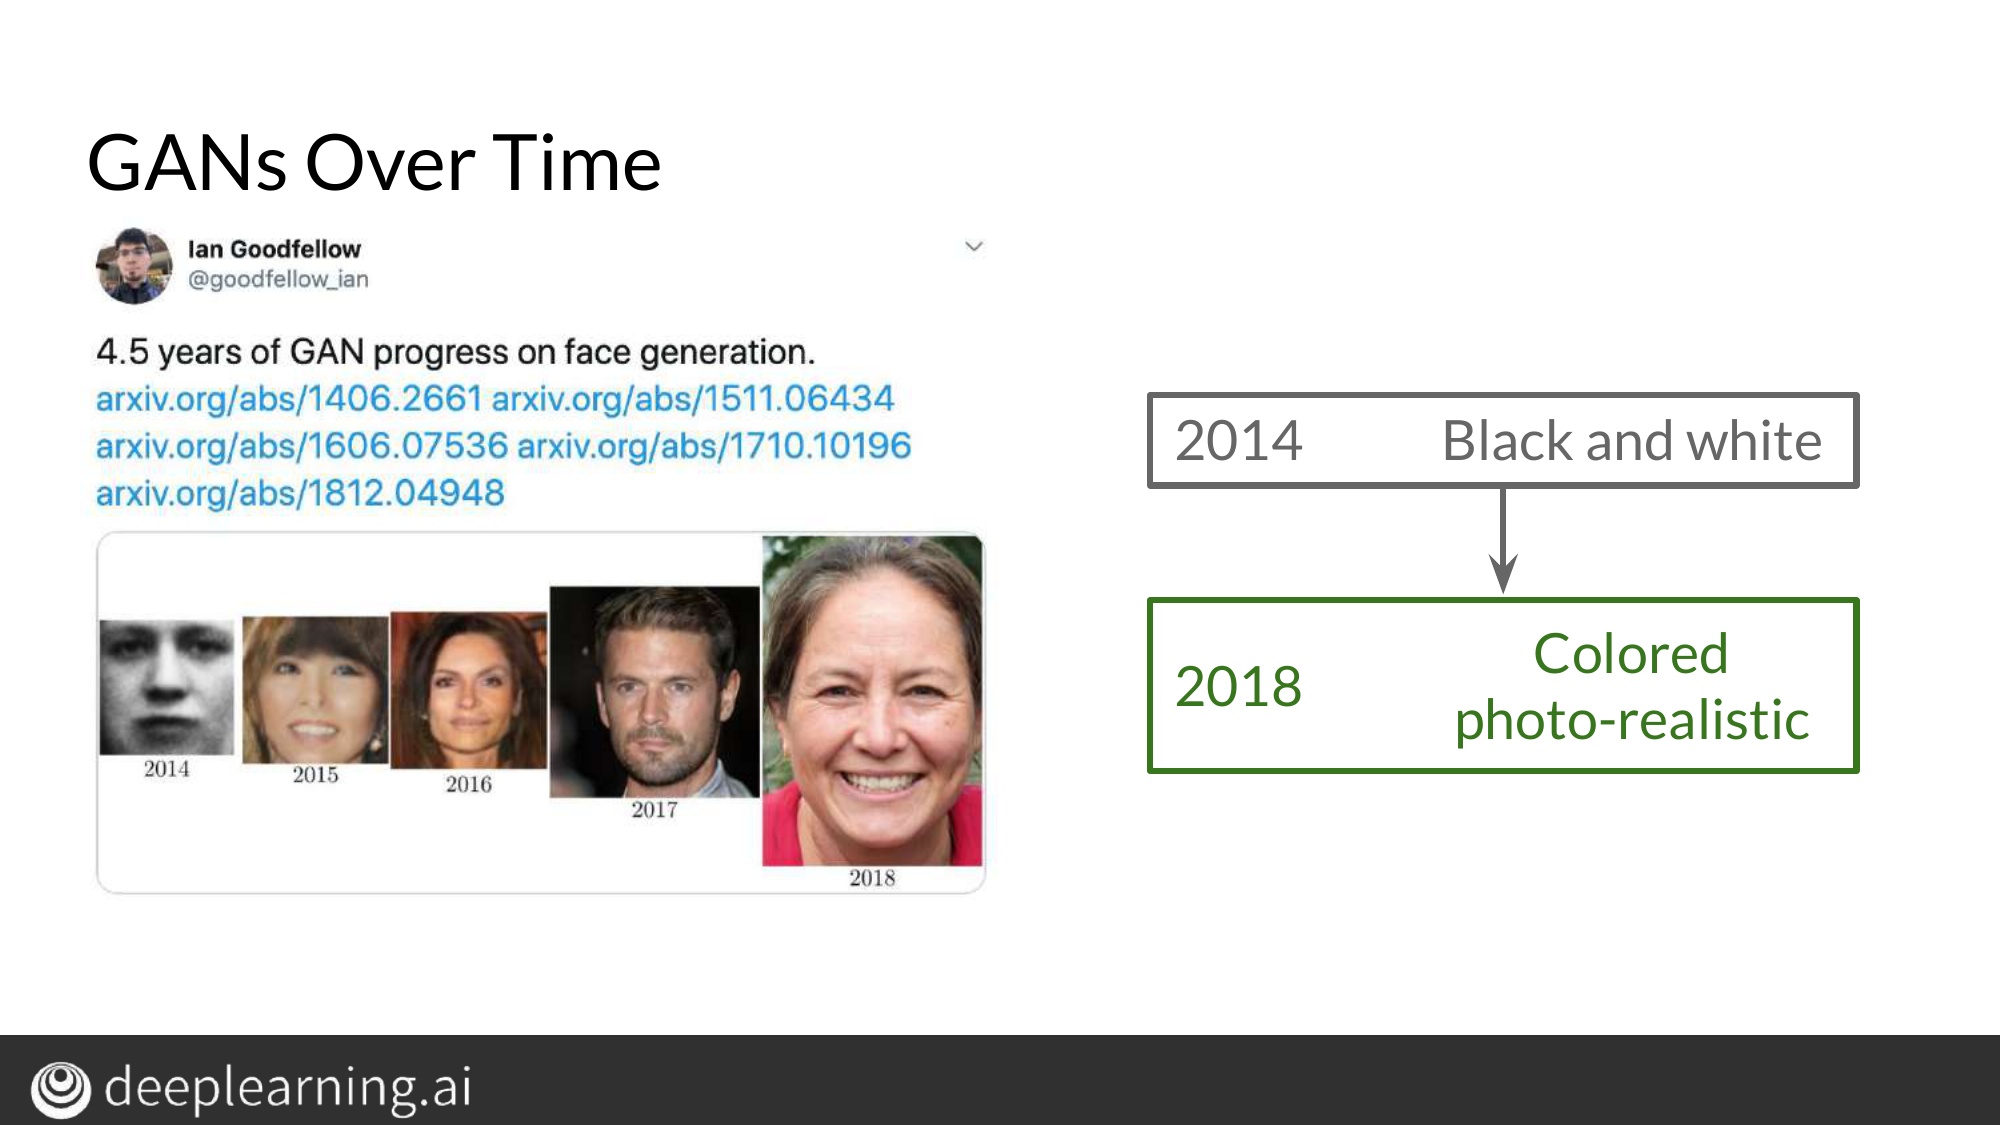 GANs Over Time
Ian Goodfellow
@goodfellow_ian
4.5 years of GAN progress on face generation.
arxiv.org/abs/1406.2661 arxiv.org/abs/1511.06434
arxiv.org/abs/1606.07536 arxiv.org/abs/1710.10196
arxiv.org/abs/1812.04948
2014
2015
2016
2017
2018
2014 Black and white
2018 Colored
photo-realistic
deeplearning.ai